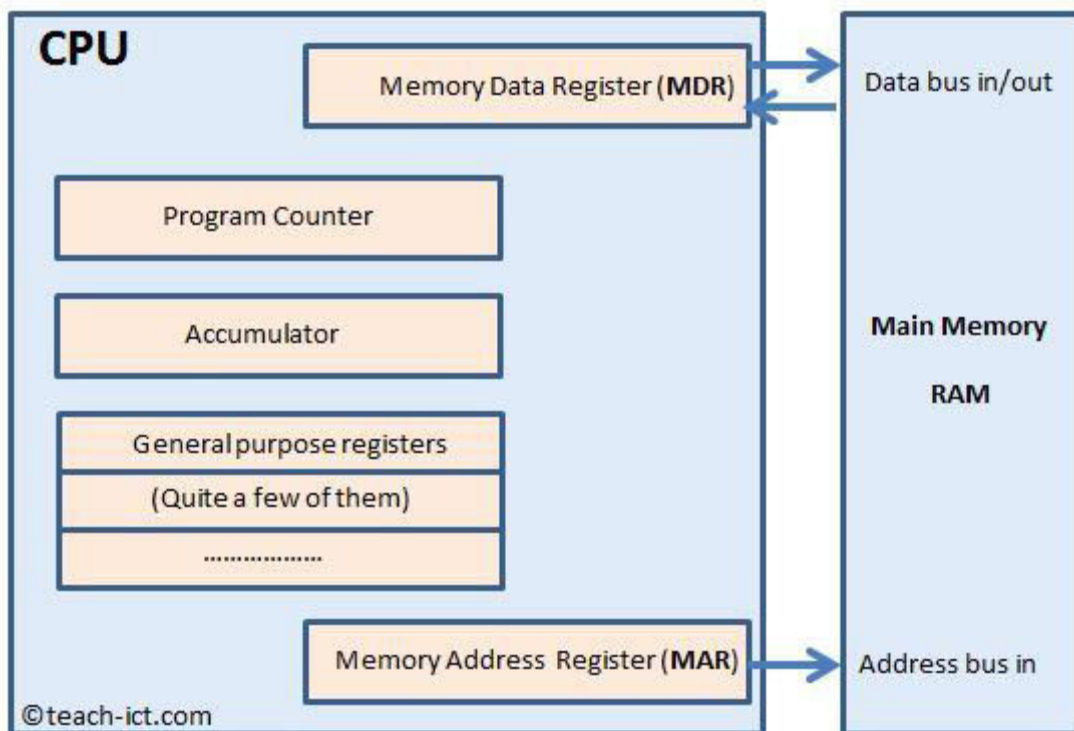 CPU
Memory Data Register (MDR)
Data bus in/out
Program Counter
Accumulator
Main Memory
RAM
General purpose registers
(Quite a few of them)
..................
Memory Address Register (MAR)
Address bus in
©teach-ict.com